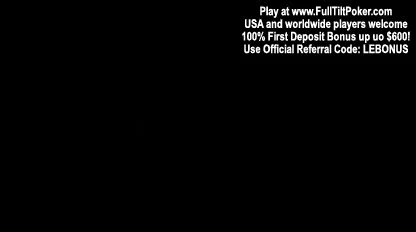 Play at www.FullTiltPoker.com
USA and worldwide players welcome
100% First Deposit Bonus up uo $600!
Use Official Referral Code: LEBONUS